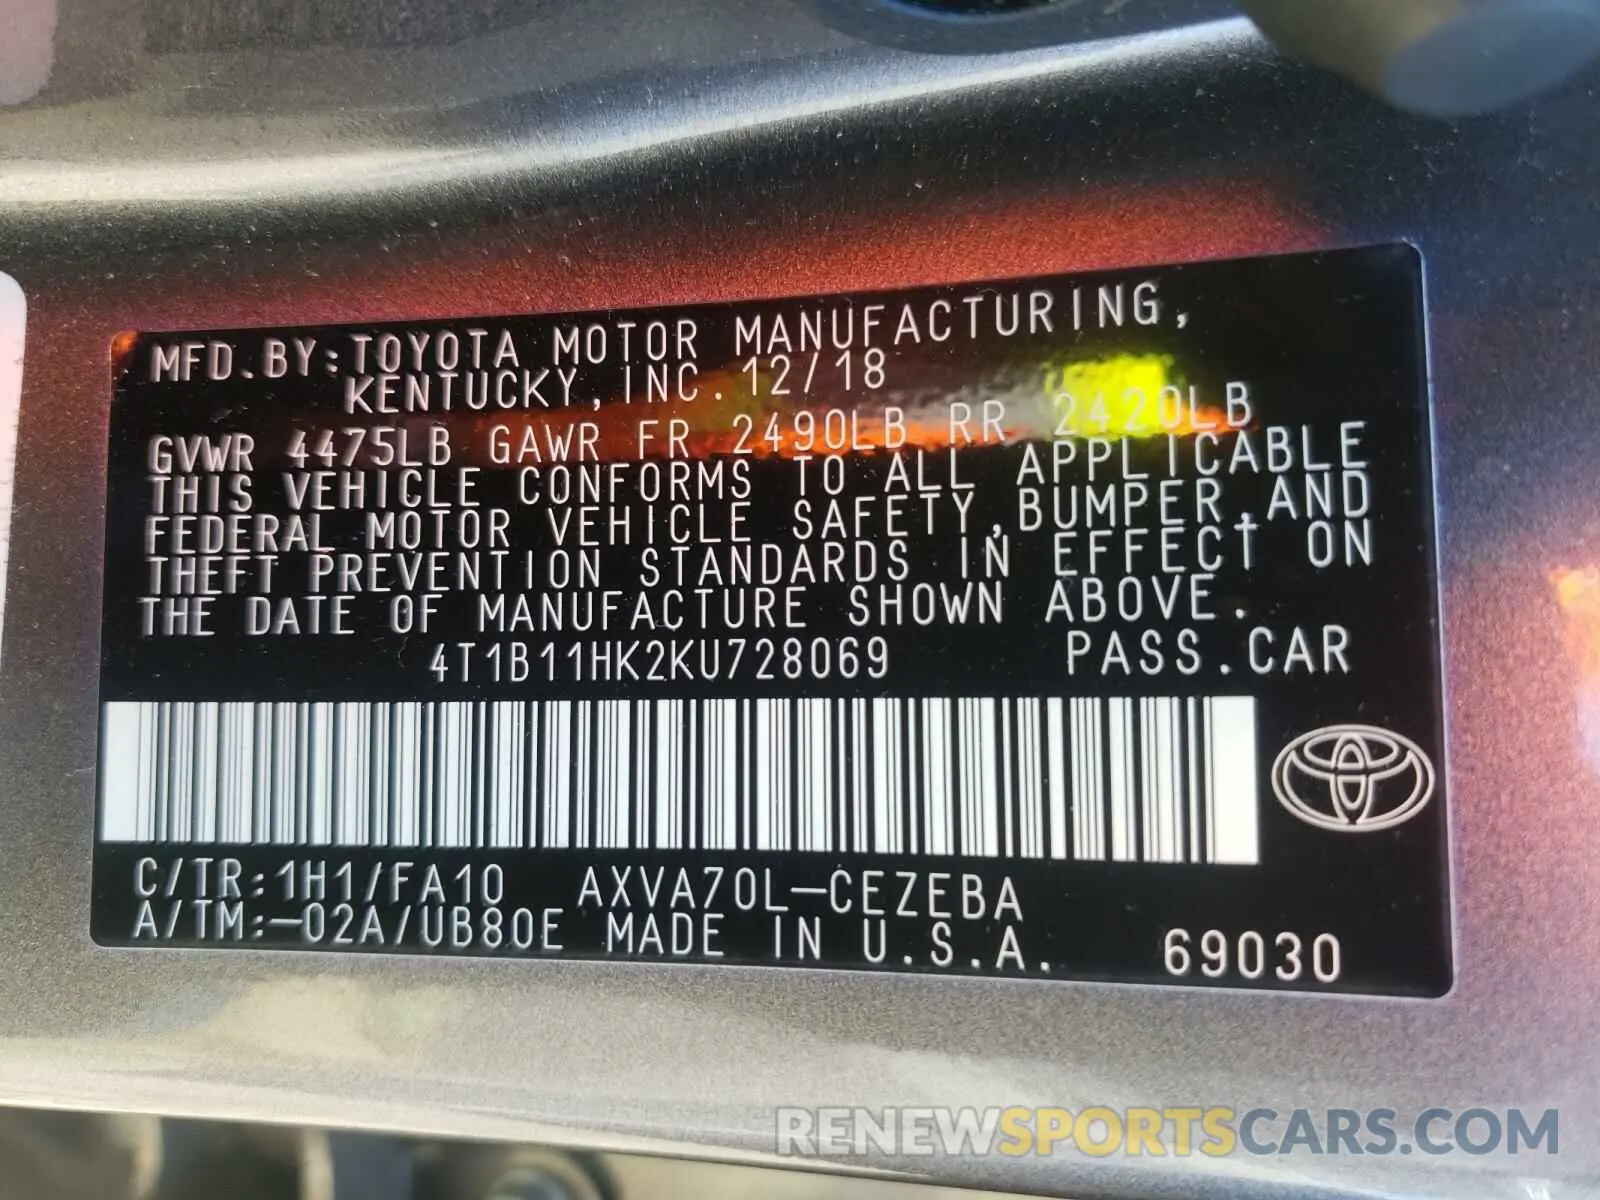 MFD.BY:TOYOTA MOTOR MANUFACTURING,
KENTUCKY, INC. 12/18
GVWR 4475LB GAWR FR 2490LB RR 2420LB
THIS VEHICLE CONFORMS TO ALL APPLICABLE
FEDERAL MOTOR VEHICLE SAFETY, BUMPER, AND
THEFT PREVENTION STANDARDS IN EFFECT ON
THE DATE OF MANUFACTURE SHOWN ABOVE.
4T1B11HK2KU728069 PASS.CAR
C/TR:1H1/FA10 AXVA70L-CEZEBA
A/TM:-02A/UB80E MADE IN U.S.A. 69030
RENEWSPORTSCARS.COM